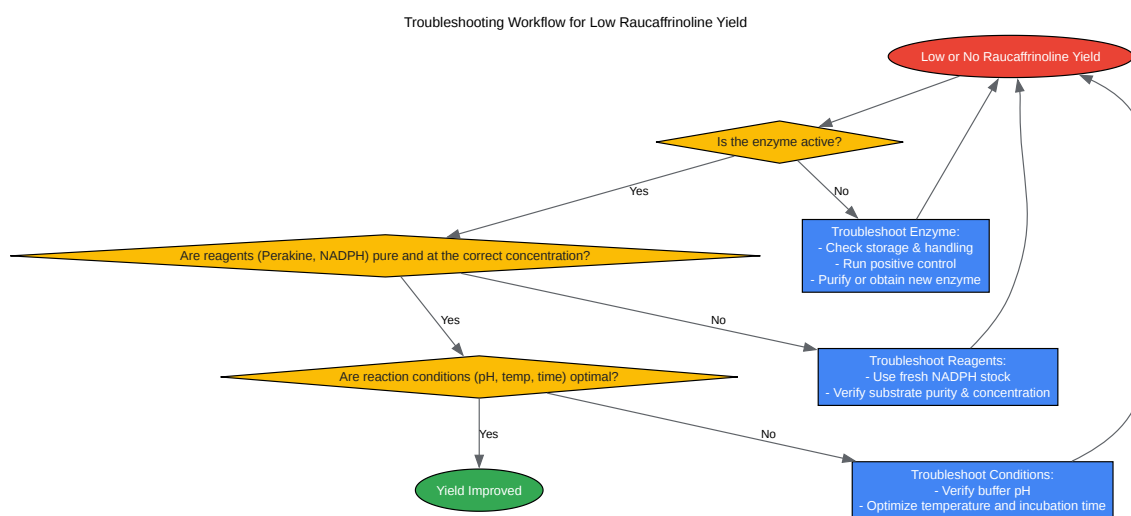 Troubleshooting Workflow for Low Raucaffrinoline Yield
Low or No Raucaffrinoline Yield
Is the enzyme active?
Yes
No
Troubleshoot Enzyme:
- Check storage & handling
- Run positive control
- Purify or obtain new enzyme
Are reagents (Perakine, NADPH) pure and at the correct concentration?
Yes
No
Troubleshoot Reagents:
- Use fresh NADPH stock
- Verify substrate purity & concentration
Are reaction conditions (pH, temp, time) optimal?
Yes
No
Troubleshoot Conditions:
- Verify buffer pH
- Optimize temperature and incubation time
Yield Improved